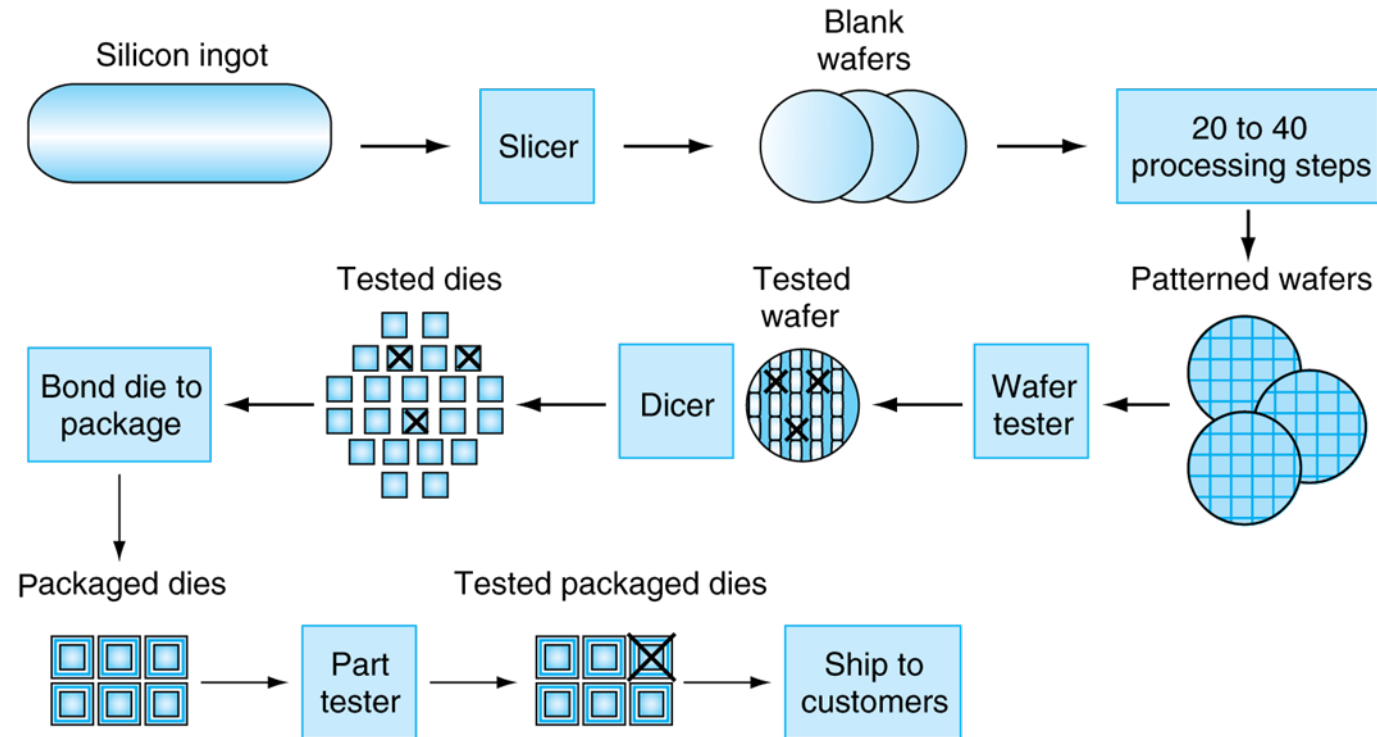 Silicon ingot
Slicer
Blank
wafers
20 to 40
processing steps
Patterned wafers
Wafer
tester
Tested
wafer
Dicer
Tested dies
Bond die to
package
Packaged dies
Part
tester
Tested packaged dies
Ship to
customers